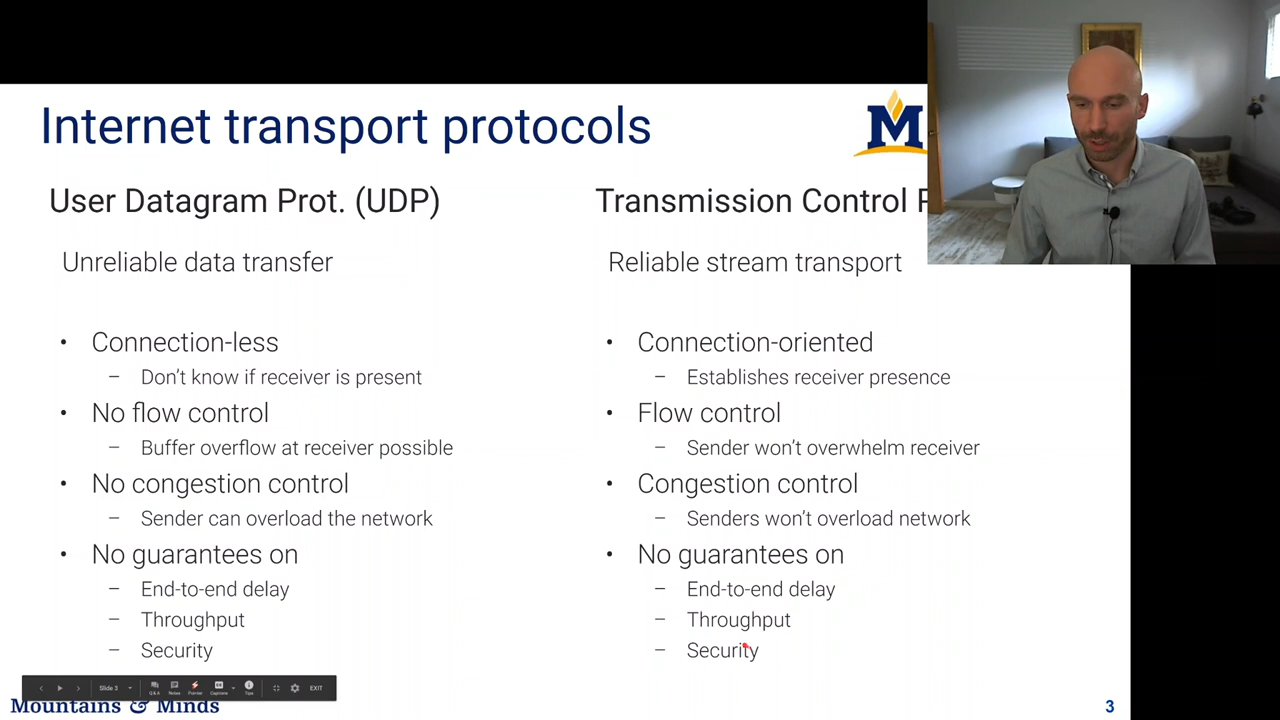 Internet transport protocols
M
User Datagram Prot. (UDP)
Unreliable data transfer
• Connection-less
– Don't know if receiver is present
• No flow control
– Buffer overflow at receiver possible
• No congestion control
– Sender can overload the network
• No guarantees on
– End-to-end delay
– Throughput
– Security
Transmission Control P
Reliable stream transport
• Connection-oriented
– Establishes receiver presence
• Flow control
– Sender won't overwhelm receiver
• Congestion control
– Senders won't overload network
• No guarantees on
– End-to-end delay
– Throughput
– Security
Slide 3
Q&A
Notes
Pointer
Captions
Tips
EXIT
Mountains & Minds
3